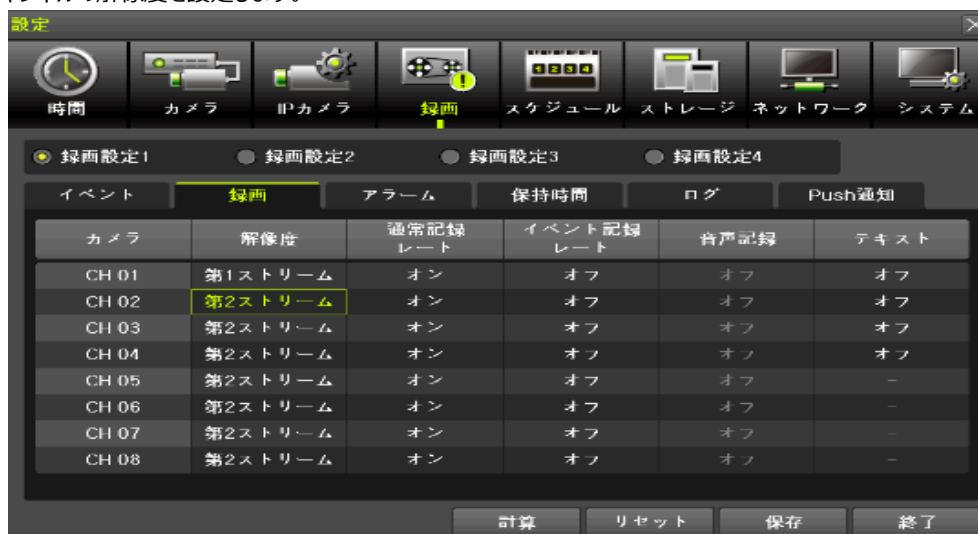 の解像度を設定します。
設定
時間 カメラ IPカメラ 録画 スケジュール ストレージ ネットワーク システム
録画設定1 録画設定2 録画設定3 録画設定4
イベント 録画 アラーム 保持時間 ログ Push通知
カメラ 解像度 通常記録レート イベント記録レート 音声記録 テキスト
CH 01 第1ストリーム オン オフ オフ オフ
CH 02 第2ストリーム オン オフ オフ オフ
CH 03 第2ストリーム オン オフ オフ オフ
CH 04 第2ストリーム オン オフ オフ オフ
CH 05 第2ストリーム オン オフ オフ –
CH 06 第2ストリーム オン オフ オフ –
CH 07 第2ストリーム オン オフ オフ –
CH 08 第2ストリーム オン オフ オフ –
計算 リセット 保存 終了